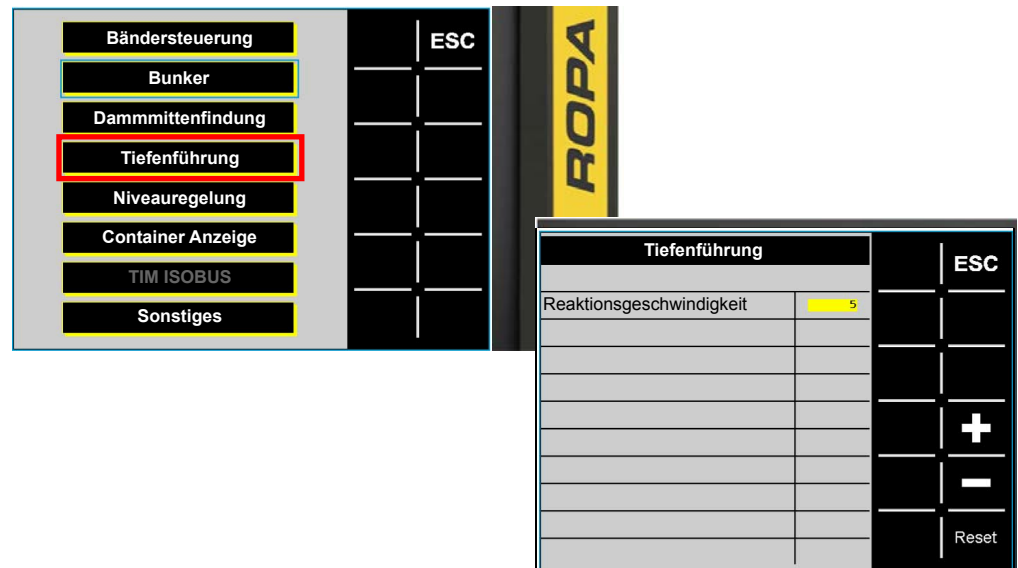 Bändersteuerung
ESC
Bunker
Dammmittenfindung
Tiefenführung
Niveauregelung
Container Anzeige
TIM ISOBUS
Sonstiges
ROPA
Tiefenführung
ESC
Reaktionsgeschwindigkeit 5
+
−
Reset